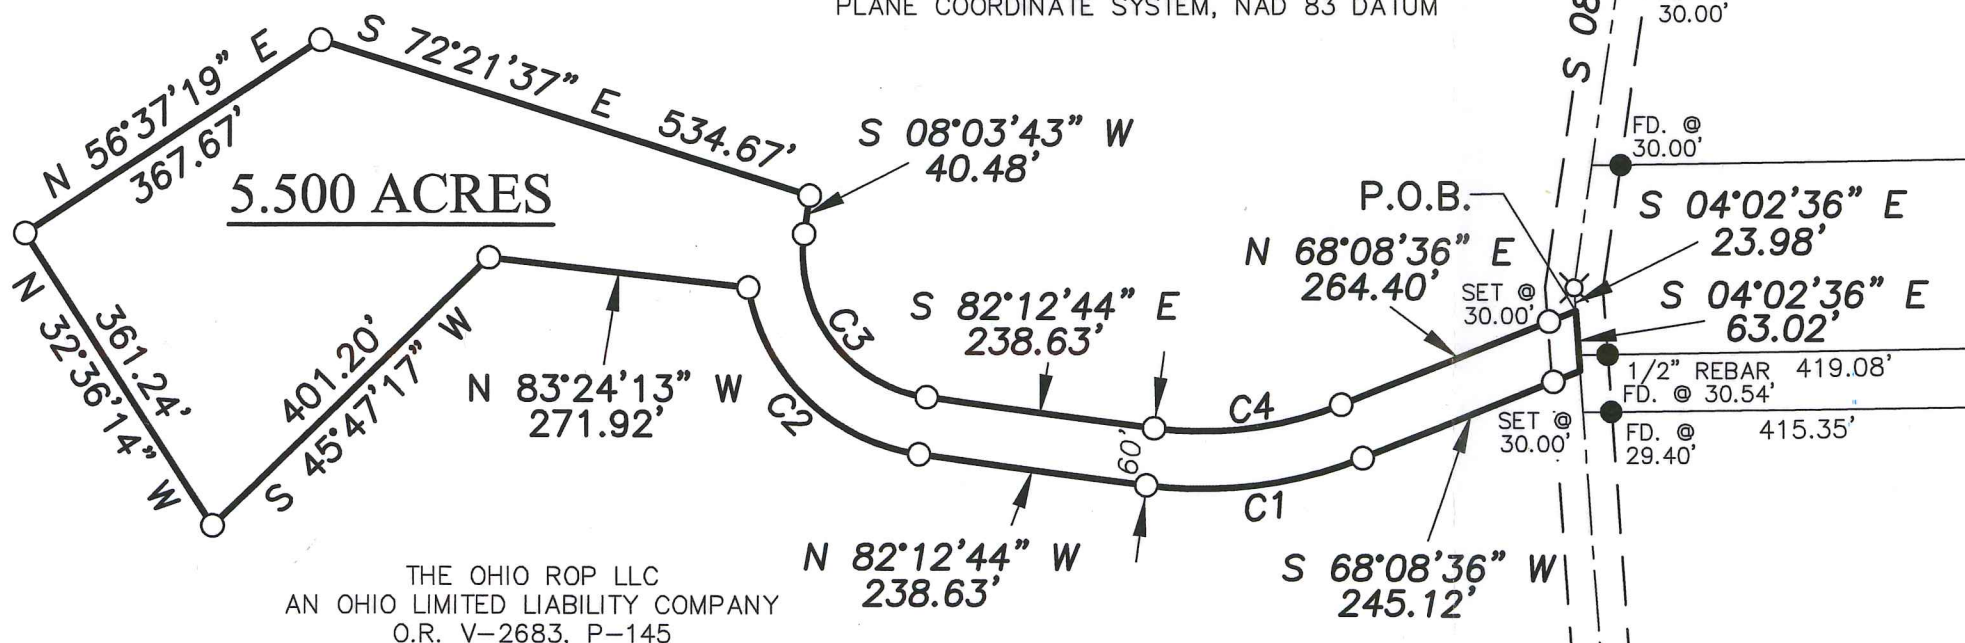 PLANE COORDINATE SYSTEM, NAD 83 DATUM
30.00'
S 08
N 56°37'19" E
367.67'
S 72°21'37" E 534.67'
5.500 ACRES
S 08°03'43" W
40.48'
FD. @
30.00'
P.O.B.
S 04°02'36" E
23.98'
N 68°08'36" E
264.40'
SET @
30.00'
S 04°02'36" E
63.02'
N 32°36'14" W
361.24'
401.20'
S 45°47'17" W
N 83°24'13" W
271.92'
C3
C2
S 82°12'44" E
238.63'
60'
C4
C1
1/2" REBAR 419.08'
FD. @ 30.54'
SET @
30.00'
FD. @
29.40'
415.35'
N 82°12'44" W
238.63'
S 68°08'36" W
245.12'
THE OHIO ROP LLC
AN OHIO LIMITED LIABILITY COMPANY
O.R. V-2683, P-145